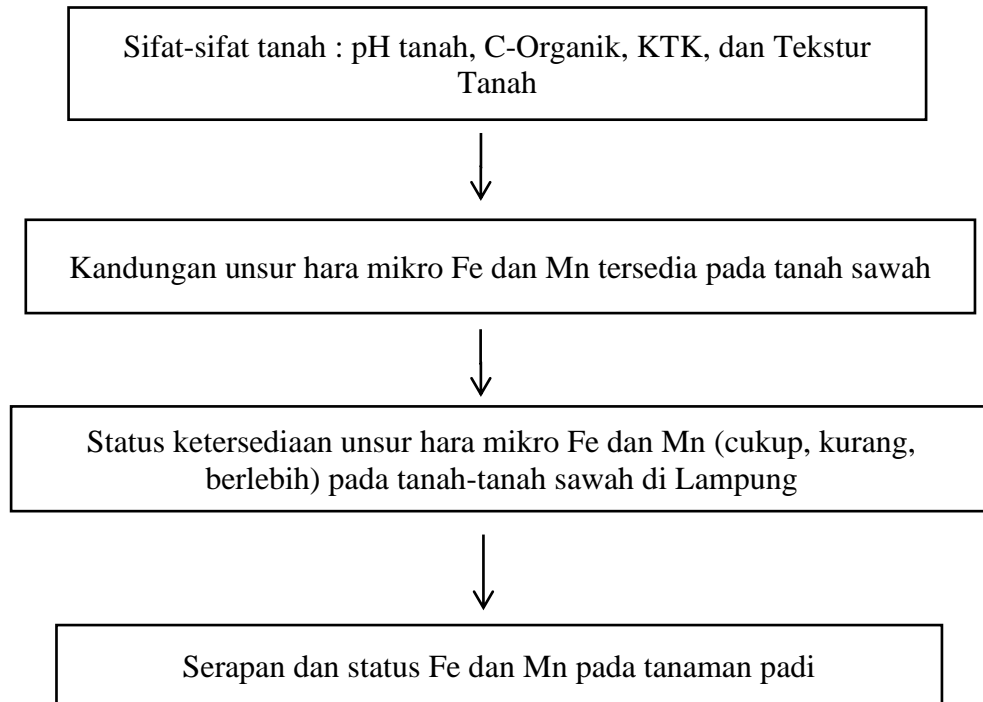 Sifat-sifat tanah : pH tanah, C-Organik, KTK, dan Tekstur
Tanah
Kandungan unsur hara mikro Fe dan Mn tersedia pada tanah sawah
Status ketersediaan unsur hara mikro Fe dan Mn (cukup, kurang,
berlebih) pada tanah-tanah sawah di Lampung
Serapan dan status Fe dan Mn pada tanaman padi